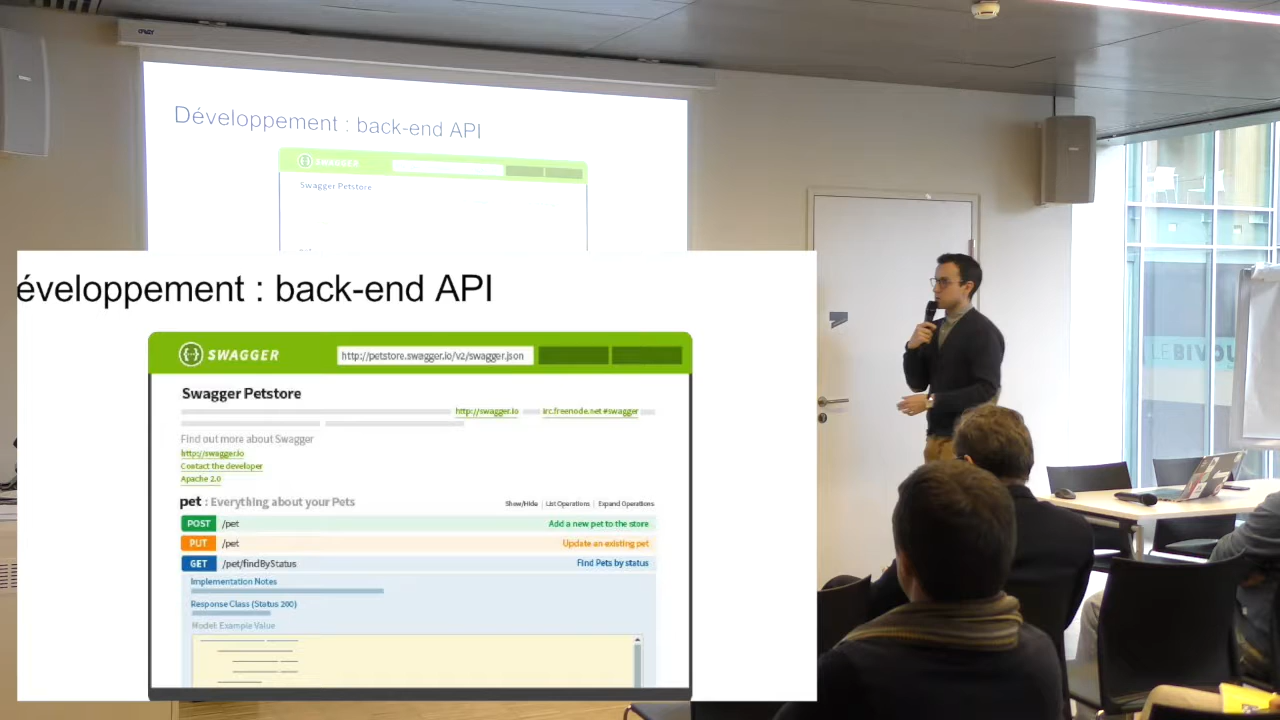 Développement : back-end API
SWAGGER
Swagger Petstore
éveloppement : back-end API
SWAGGER
http://petstore.swagger.io/v2/swagger.json
Swagger Petstore
http://swagger.io
irc.freenode.net #swagger
Find out more about Swagger
http://swagger.io
Contact the developer
Apache 2.0
pet : Everything about your Pets
Show/Hide | List Operations | Expand Operations
POST /pet Add a new pet to the store
PUT /pet Update an existing pet
GET /pet/findByStatus Find Pets by status
Implementation Notes
Response Class (Status 200)
Model: Example Value
LE BIVOU